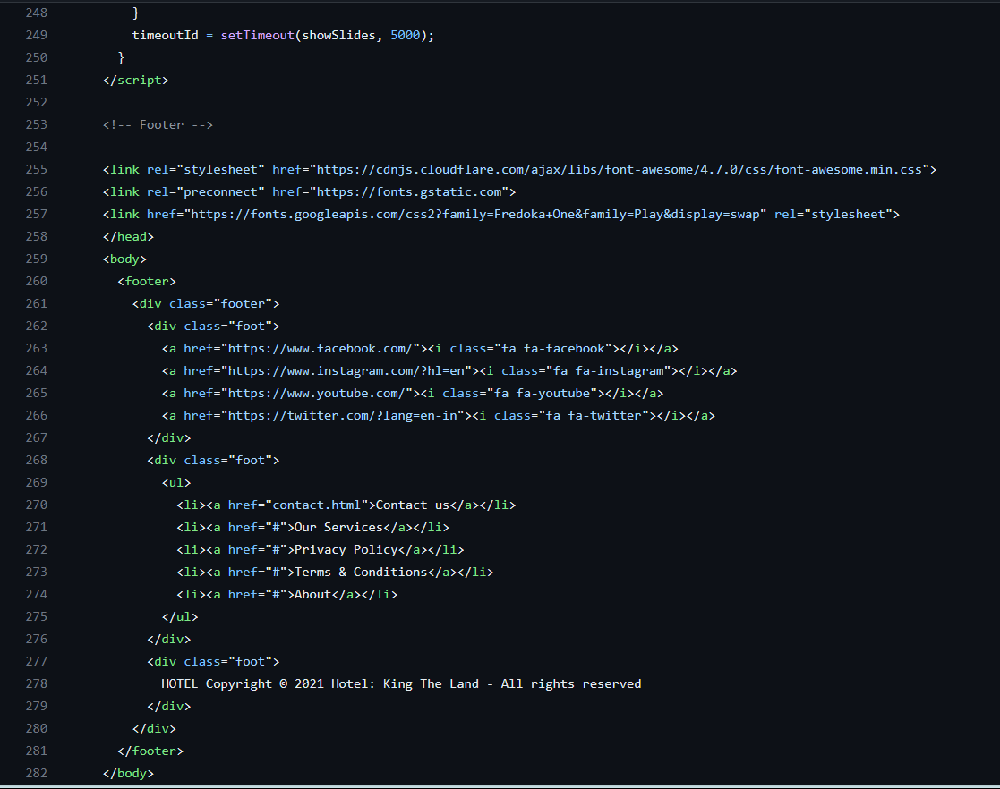 248 }
249 timeoutId = setTimeout(showSlides, 5000);
250 }
251 </script>
252
253 <!-- Footer -->
254
255 <link rel="stylesheet" href="https://cdnjs.cloudflare.com/ajax/libs/font-awesome/4.7.0/css/font-awesome.min.css">
256 <link rel="preconnect" href="https://fonts.gstatic.com">
257 <link href="https://fonts.googleapis.com/css2?family=Fredoka+One&family=Play&display=swap" rel="stylesheet">
258 </head>
259 <body>
260 <footer>
261 <div class="footer">
262 <div class="foot">
263 <a href="https://www.facebook.com/"><i class="fa fa-facebook"></i></a>
264 <a href="https://www.instagram.com/?hl=en"><i class="fa fa-instagram"></i></a>
265 <a href="https://www.youtube.com/"><i class="fa fa-youtube"></i></a>
266 <a href="https://twitter.com/?lang=en-in"><i class="fa fa-twitter"></i></a>
267 </div>
268 <div class="foot">
269 <ul>
270 <li><a href="contact.html">Contact us</a></li>
271 <li><a href="#">Our Services</a></li>
272 <li><a href="#">Privacy Policy</a></li>
273 <li><a href="#">Terms & Conditions</a></li>
274 <li><a href="#">About</a></li>
275 </ul>
276 </div>
277 <div class="foot">
278 HOTEL Copyright © 2021 Hotel: King The Land - All rights reserved
279 </div>
280 </div>
281 </footer>
282 </body>